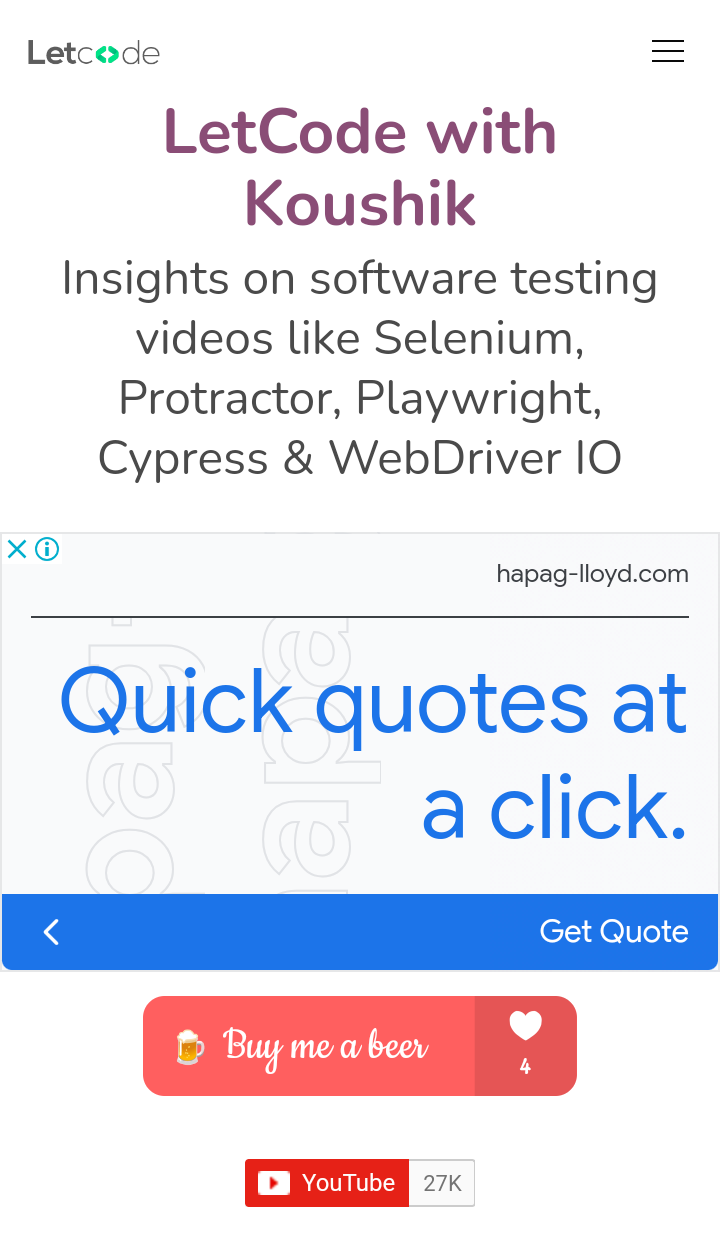 Letcode
LetCode with
Koushik
Insights on software testing
videos like Selenium,
Protractor, Playwright,
Cypress & WebDriver IO
hapag-lloyd.com
Quick quotes at
a click.
Get Quote
Buy me a beer
4
YouTube 27K